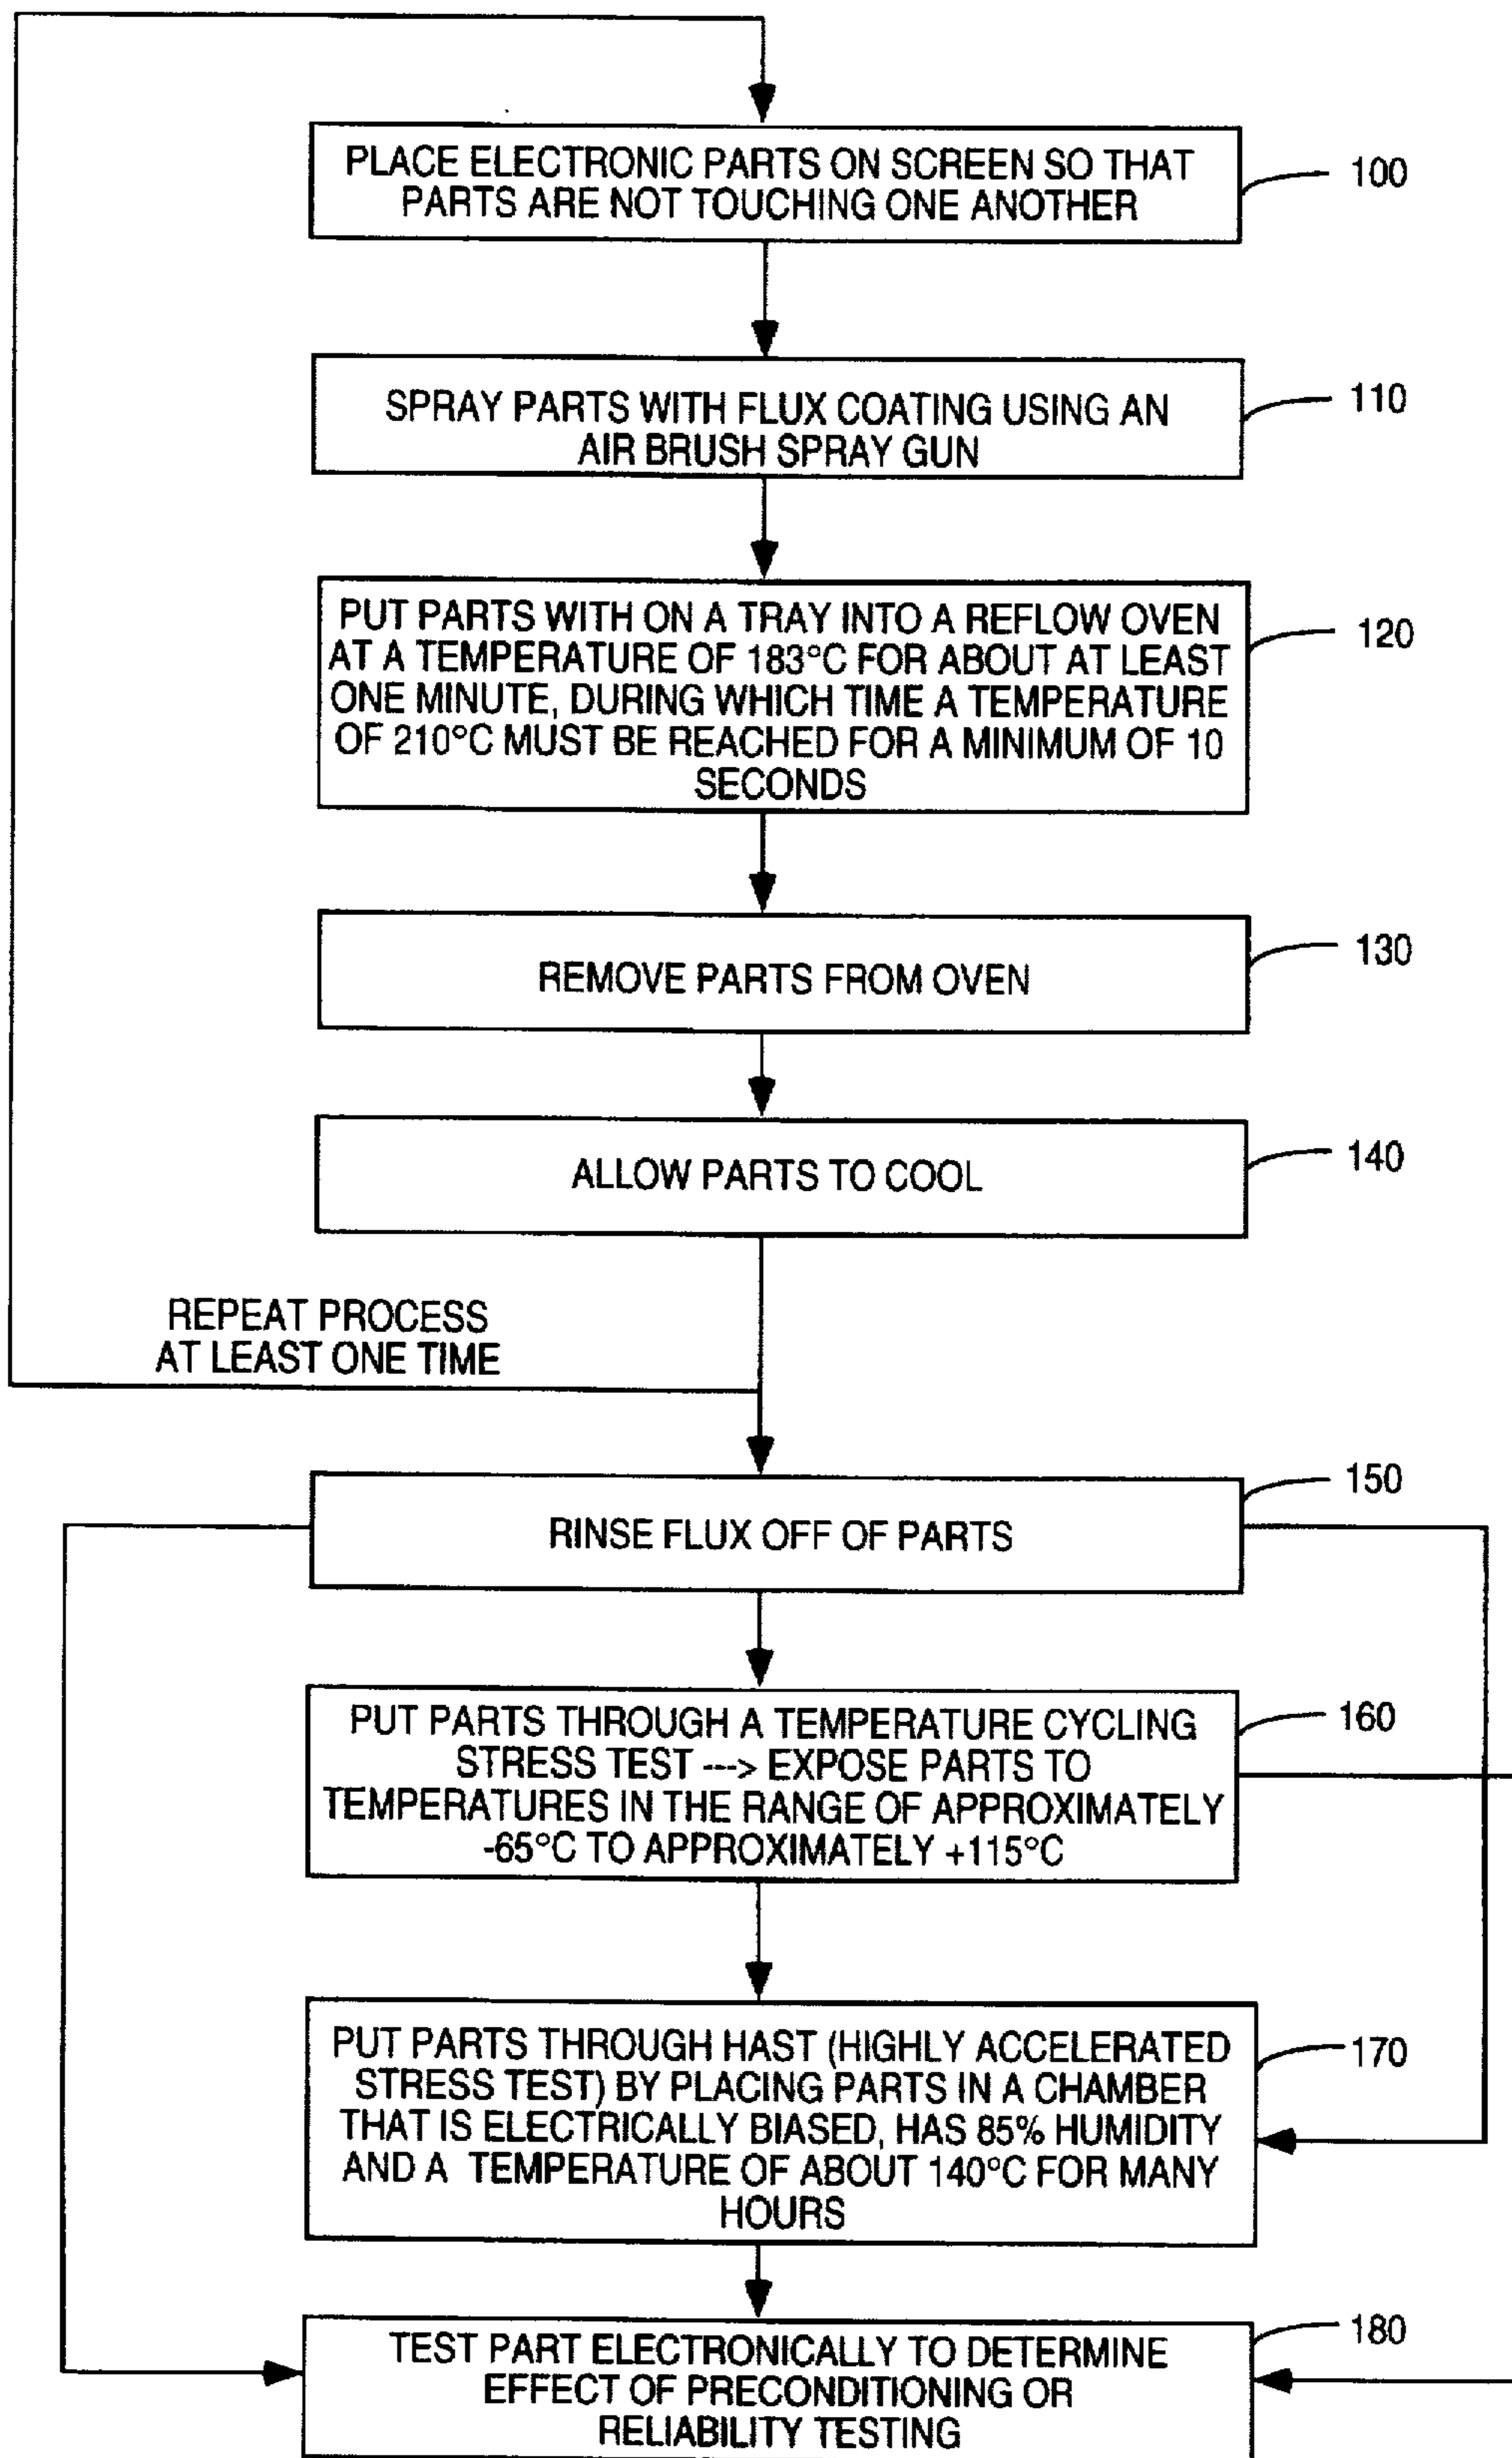 PLACE ELECTRONIC PARTS ON SCREEN SO THAT
PARTS ARE NOT TOUCHING ONE ANOTHER
100
SPRAY PARTS WITH FLUX COATING USING AN
AIR BRUSH SPRAY GUN
110
PUT PARTS WITH ON A TRAY INTO A REFLOW OVEN
AT A TEMPERATURE OF 183°C FOR ABOUT AT LEAST
ONE MINUTE, DURING WHICH TIME A TEMPERATURE
OF 210°C MUST BE REACHED FOR A MINIMUM OF 10
SECONDS
120
REMOVE PARTS FROM OVEN
130
ALLOW PARTS TO COOL
140
REPEAT PROCESS
AT LEAST ONE TIME
RINSE FLUX OFF OF PARTS
150
PUT PARTS THROUGH A TEMPERATURE CYCLING
STRESS TEST ---> EXPOSE PARTS TO
TEMPERATURES IN THE RANGE OF APPROXIMATELY
-65°C TO APPROXIMATELY +115°C
160
PUT PARTS THROUGH HAST (HIGHLY ACCELERATED
STRESS TEST) BY PLACING PARTS IN A CHAMBER
THAT IS ELECTRICALLY BIASED, HAS 85% HUMIDITY
AND A TEMPERATURE OF ABOUT 140°C FOR MANY
HOURS
170
TEST PART ELECTRONICALLY TO DETERMINE
EFFECT OF PRECONDITIONING OR
RELIABILITY TESTING
180